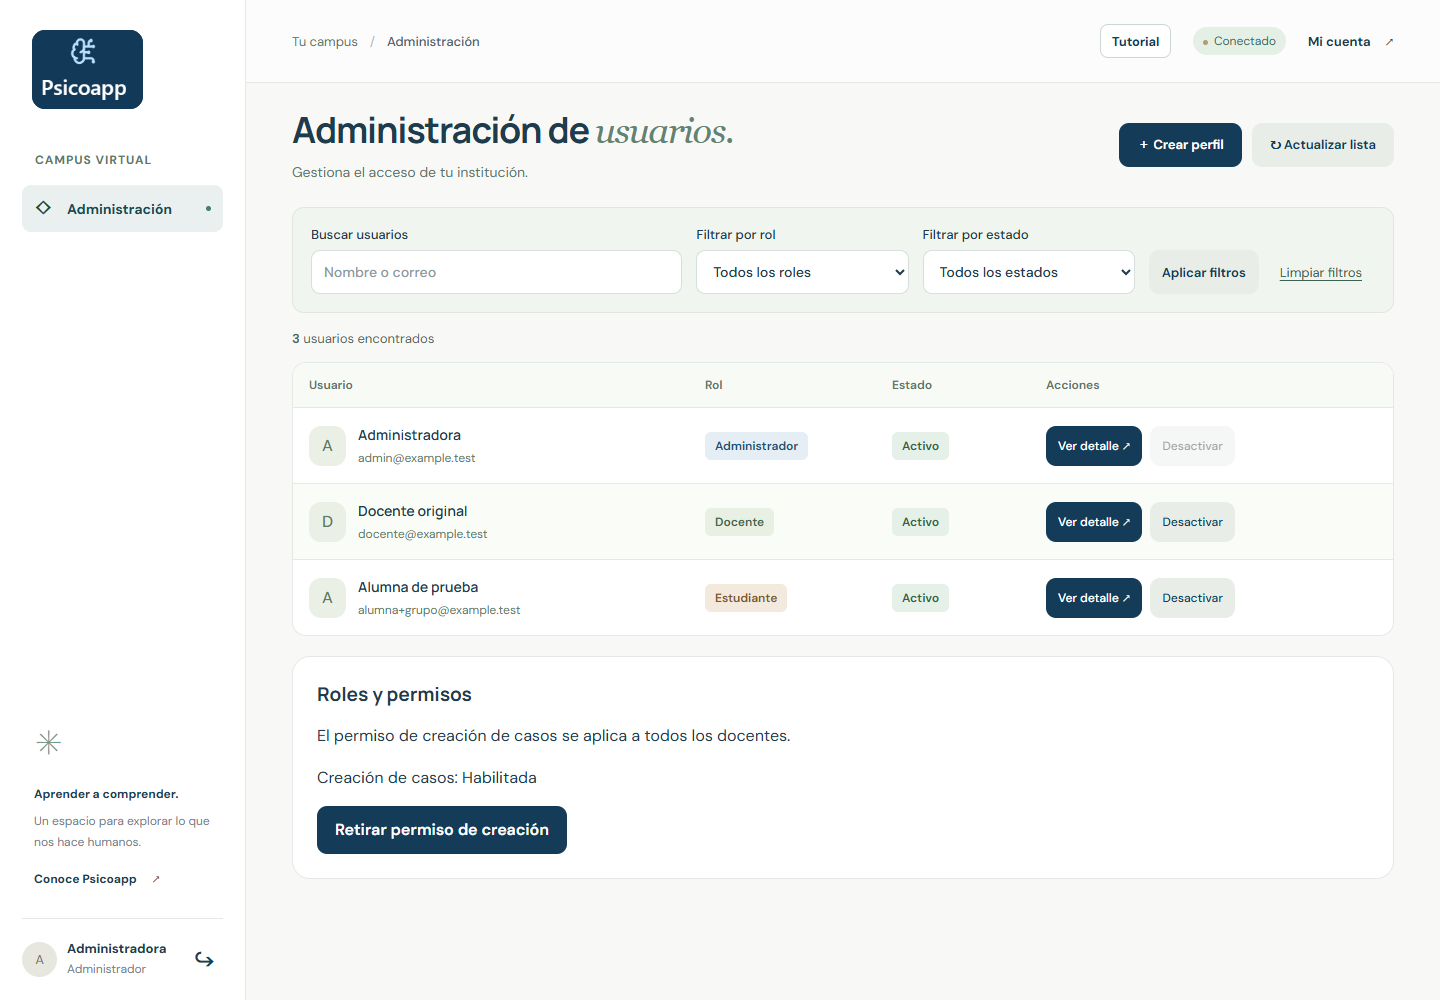 Psicoapp
CAMPUS VIRTUAL
Administración
Aprender a comprender.
Un espacio para explorar lo que
nos hace humanos.
Conoce Psicoapp ↗
A
Administradora
Administrador
Tu campus / Administración
Tutorial
Conectado
Mi cuenta ↗
Administración de usuarios.
Gestiona el acceso de tu institución.
+ Crear perfil
↻ Actualizar lista
Buscar usuarios
Filtrar por rol
Filtrar por estado
Nombre o correo
Todos los roles
Todos los estados
Aplicar filtros
Limpiar filtros
3 usuarios encontrados
Usuario Rol Estado Acciones
A
Administradora
admin@example.test
Administrador
Activo
Ver detalle ↗
Desactivar
D
Docente original
docente@example.test
Docente
Activo
Ver detalle ↗
Desactivar
A
Alumna de prueba
alumna+grupo@example.test
Estudiante
Activo
Ver detalle ↗
Desactivar
Roles y permisos
El permiso de creación de casos se aplica a todos los docentes.
Creación de casos: Habilitada
Retirar permiso de creación